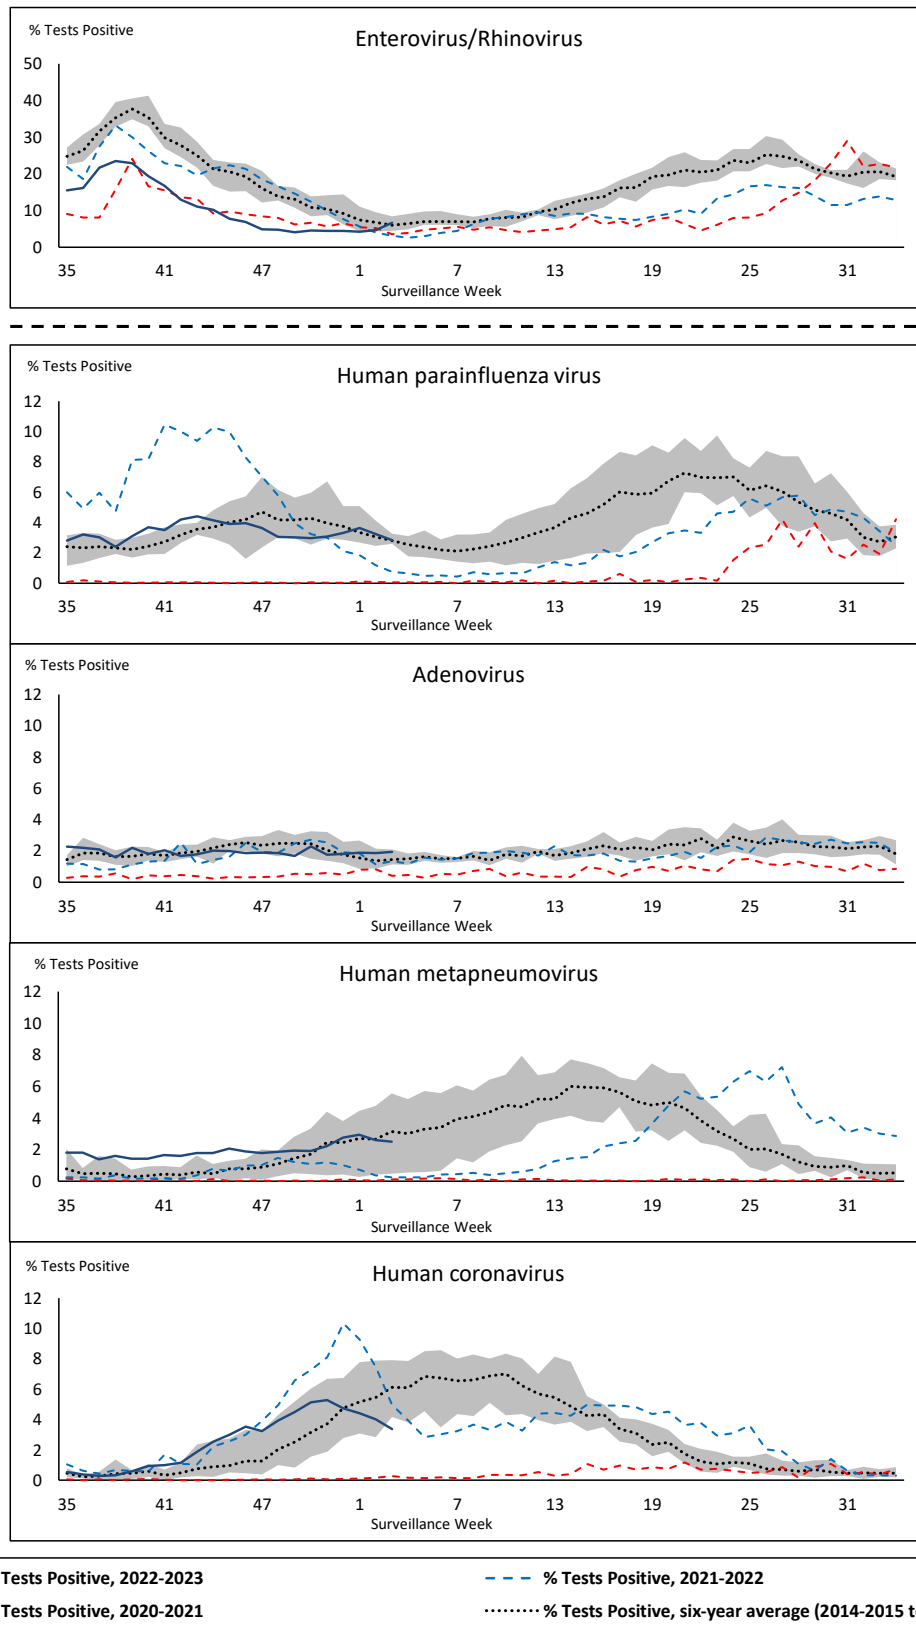 % Tests Positive
Enterovirus/Rhinovirus
50
40
30
20
10
0
35 41 47 1 7 13 19 25 31
Surveillance Week
% Tests Positive
Human parainfluenza virus
12
10
8
6
4
2
0
35 41 47 1 7 13 19 25 31
Surveillance Week
% Tests Positive
Adenovirus
12
10
8
6
4
2
0
35 41 47 1 7 13 19 25 31
% Tests Positive
Human metapneumovirus
12
10
8
6
4
2
0
35 41 47 1 7 13 19 25 31
Surveillance Week
% Tests Positive
Human coronavirus
12
10
8
6
4
2
0
35 41 47 1 7 13 19 25 31
Surveillance Week
Tests Positive, 2022-2023 % Tests Positive, 2021-2022
Tests Positive, 2020-2021 % Tests Positive, six-year average (2014-2015